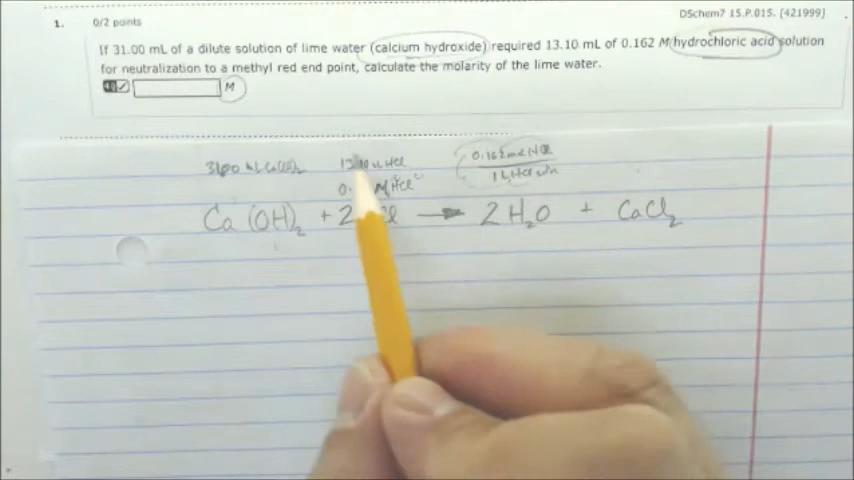 DSchem7 15.P.015. [421999]
1. 0/2 points
If 31.00 mL of a dilute solution of lime water (calcium hydroxide) required 13.10 mL of 0.162 M hydrochloric acid solution
for neutralization to a methyl red end point, calculate the molarity of the lime water.
M
0.162 mol HCl
1 L HCl
Ca(OH)₂ + 2 Cl → 2 H₂O + CaCl₂